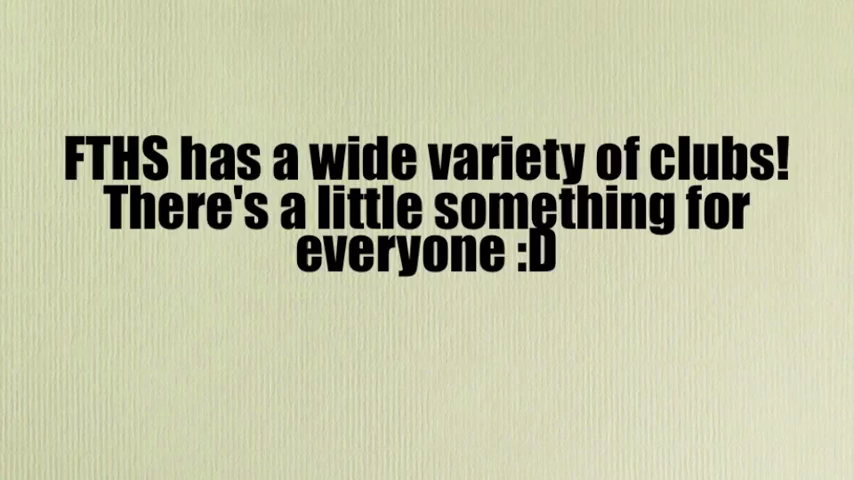 FTHS has a wide variety of clubs!
There's a little something for
everyone :D